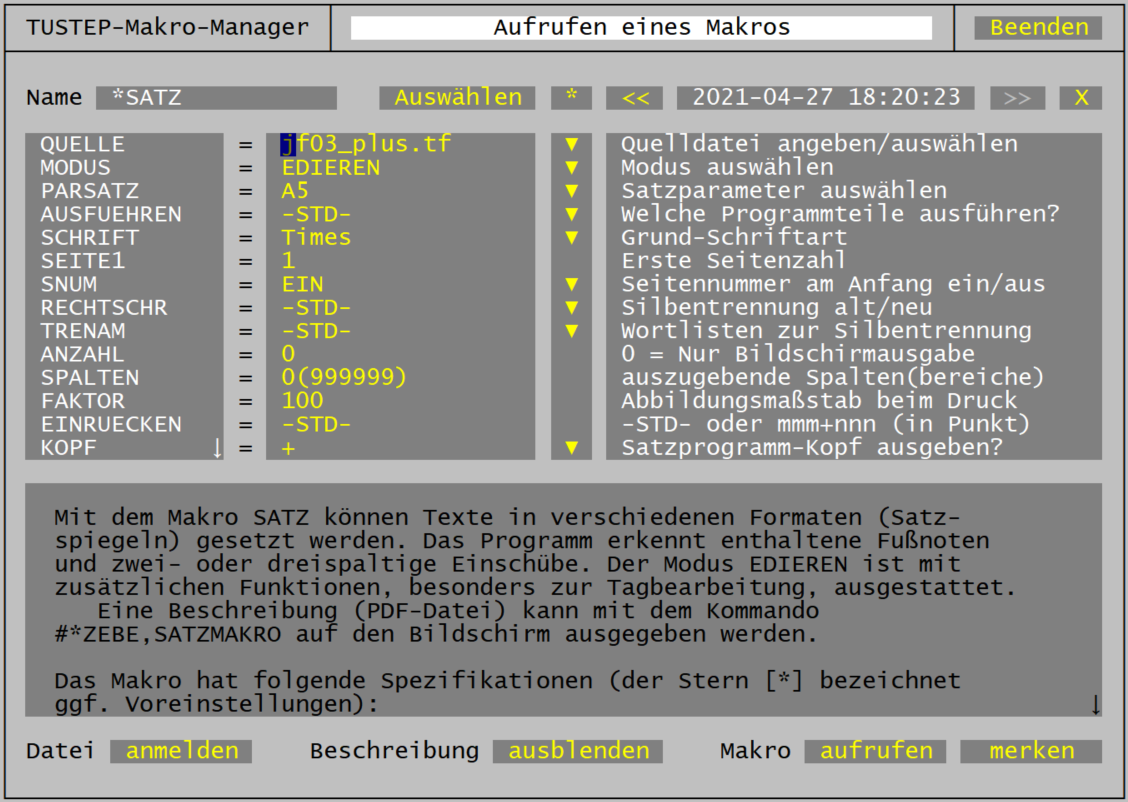 TUSTEP-Makro-Manager Aufrufen eines Makros Beenden
Name *SATZ Auswählen * << 2021-04-27 18:20:23 >> X
QUELLE = jf03_plus.tf ▼ Quelldatei angeben/auswählen
MODUS = EDIEREN ▼ Modus auswählen
PARSATZ = A5 ▼ Satzparameter auswählen
AUSFUEHREN = -STD- ▼ Welche Programmteile ausführen?
SCHRIFT = Times ▼ Grund-Schriftart
SEITE1 = 1 Erste Seitenzahl
SNUM = EIN ▼ Seitennummer am Anfang ein/aus
RECHTSCHR = -STD- ▼ Silbentrennung alt/neu
TRENAM = -STD- ▼ Wortlisten zur Silbentrennung
ANZAHL = 0 0 = Nur Bildschirmausgabe
SPALTEN = 0(999999) auszugebende Spalten(bereiche)
FAKTOR = 100 Abbildungsmaßstab beim Druck
EINRUECKEN = -STD- -STD- oder mmm+nnn (in Punkt)
KOPF ↓ = + ▼ Satzprogramm-Kopf ausgeben?
Mit dem Makro SATZ können Texte in verschiedenen Formaten (Satz-
spiegeln) gesetzt werden. Das Programm erkennt enthaltene Fußnoten
und zwei- oder dreispaltige Einschübe. Der Modus EDIEREN ist mit
zusätzlichen Funktionen, besonders zur Tagbearbeitung, ausgestattet.
Eine Beschreibung (PDF-Datei) kann mit dem Kommando
#*ZEBE,SATZMAKRO auf den Bildschirm ausgegeben werden.
Das Makro hat folgende Spezifikationen (der Stern [*] bezeichnet
ggf. Voreinstellungen): ↓
Datei anmelden Beschreibung ausblenden Makro aufrufen merken